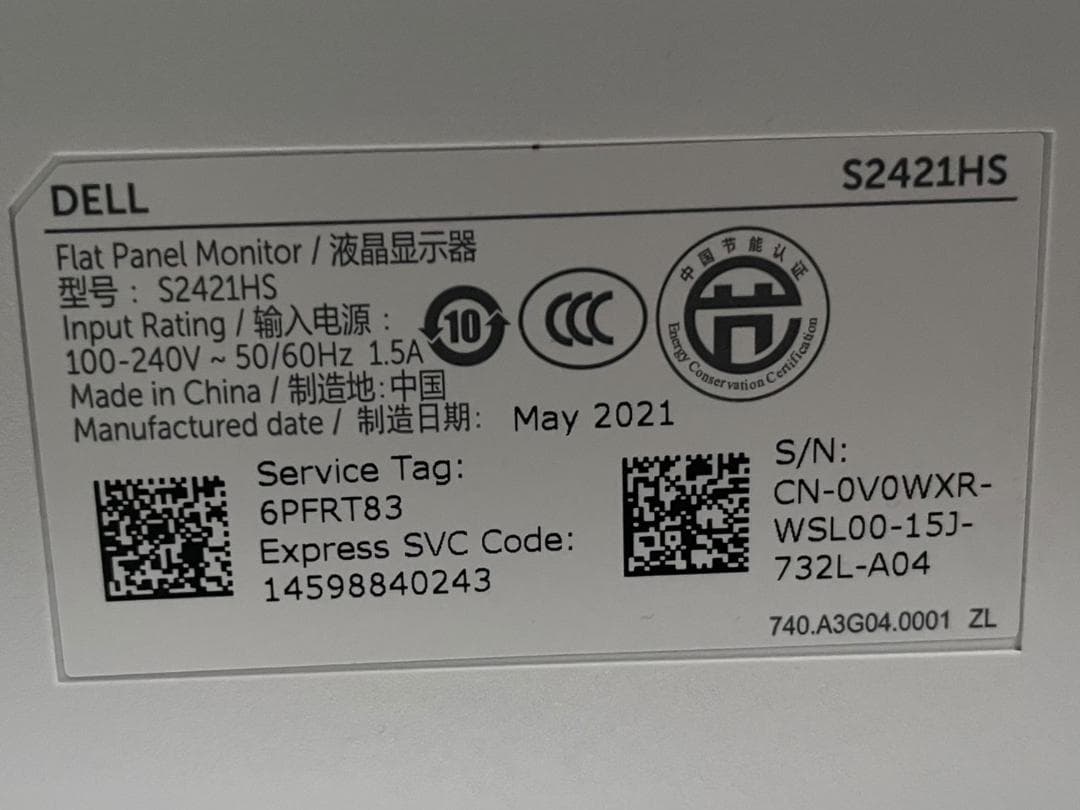 DELL
S2421HS
Flat Panel Monitor / 液晶显示器
型号： S2421HS
Input Rating / 输入电源：
100-240V ~ 50/60Hz 1.5A
Made in China / 制造地:中国
Manufactured date / 制造日期: May 2021
10
CCC
中国节能认证
Energy Conservation Certification
Service Tag:
6PFRT83
Express SVC Code:
14598840243
S/N:
CN-0V0WXR-
WSL00-15J-
732L-A04
740.A3G04.0001 ZL